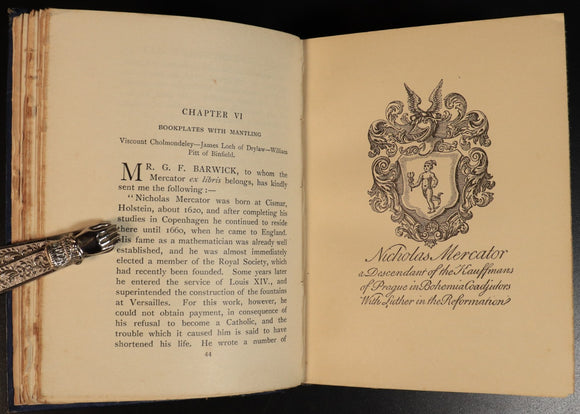 CHAPTER VI
BOOKPLATES WITH MANTLING
Viscount Cholmondeley—James Loch of Drylaw—William
Pitt of Binfield.
MR. G. F. BARWICK, to whom the
Mercator ex libris belongs, has kindly
sent me the following :—
"Nicholas Mercator was born at Cismar,
Holstein, about 1620, and after completing his
studies in Copenhagen he continued to reside
there until 1660, when he came to England.
His fame as a mathematician was already well
established, and he was almost immediately
elected a member of the Royal Society, which
had recently been founded. Some years later
he entered the service of Louis XIV., and
superintended the construction of the fountains
at Versailles. For this work, however, he
could not obtain payment, in consequence of
his refusal to become a Catholic, and the
trouble which it caused him is said to have
shortened his life. He wrote a number of
44
Nicholas Mercator
a Descendant of the Kauffmans
of Prague in Bohemia Coadjutors
With Luther in the Reformation